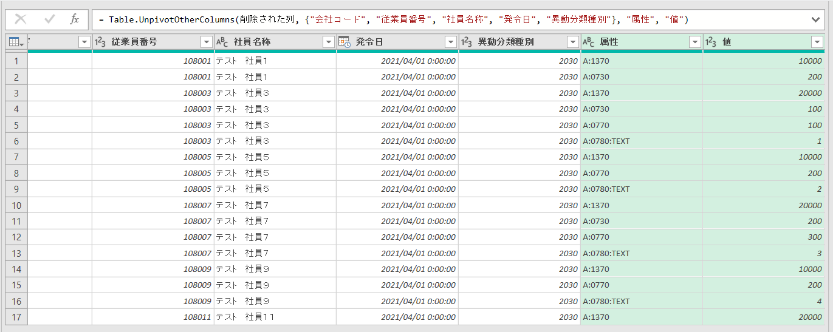 = Table.UnpivotOtherColumns(削除された列, {"会社コード", "従業員番号", "社員名称", "発令日", "異動分類種別"}, "属性", "値")
従業員番号 社員名称 発令日 異動分類種別 属性 値
1 108001 テスト 社員1 2021/04/01 0:00:00 2030 A:1370 10000
2 108001 テスト 社員1 2021/04/01 0:00:00 2030 A:0730 200
3 108003 テスト 社員3 2021/04/01 0:00:00 2030 A:1370 20000
4 108003 テスト 社員3 2021/04/01 0:00:00 2030 A:0730 100
5 108003 テスト 社員3 2021/04/01 0:00:00 2030 A:0770 100
6 108003 テスト 社員3 2021/04/01 0:00:00 2030 A:0780:TEXT 1
7 108005 テスト 社員5 2021/04/01 0:00:00 2030 A:1370 10000
8 108005 テスト 社員5 2021/04/01 0:00:00 2030 A:0770 200
9 108005 テスト 社員5 2021/04/01 0:00:00 2030 A:0780:TEXT 2
10 108007 テスト 社員7 2021/04/01 0:00:00 2030 A:1370 20000
11 108007 テスト 社員7 2021/04/01 0:00:00 2030 A:0730 200
12 108007 テスト 社員7 2021/04/01 0:00:00 2030 A:0770 300
13 108007 テスト 社員7 2021/04/01 0:00:00 2030 A:0780:TEXT 3
14 108009 テスト 社員9 2021/04/01 0:00:00 2030 A:1370 10000
15 108009 テスト 社員9 2021/04/01 0:00:00 2030 A:0770 200
16 108009 テスト 社員9 2021/04/01 0:00:00 2030 A:0780:TEXT 4
17 108011 テスト 社員11 2021/04/01 0:00:00 2030 A:1370 20000